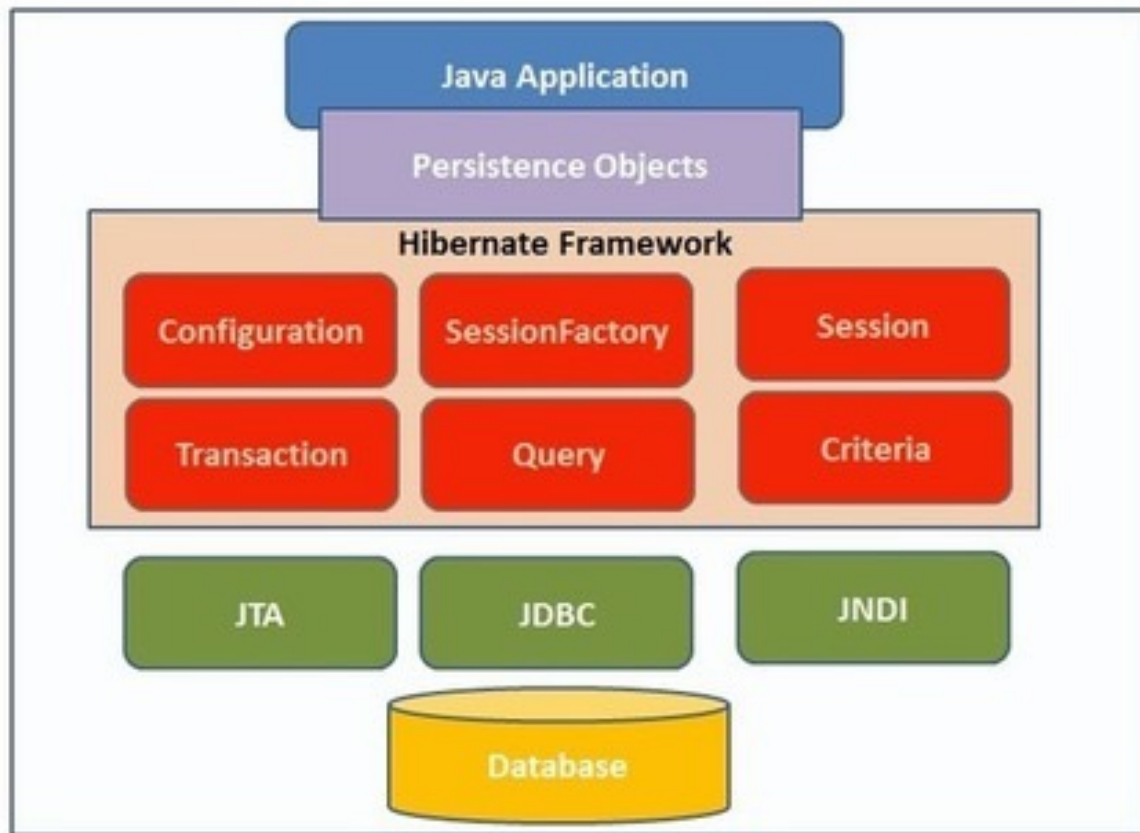 Java Application
Persistence Objects
Hibernate Framework
Configuration
SessionFactory
Session
Transaction
Query
Criteria
JTA
JDBC
JNDI
Database